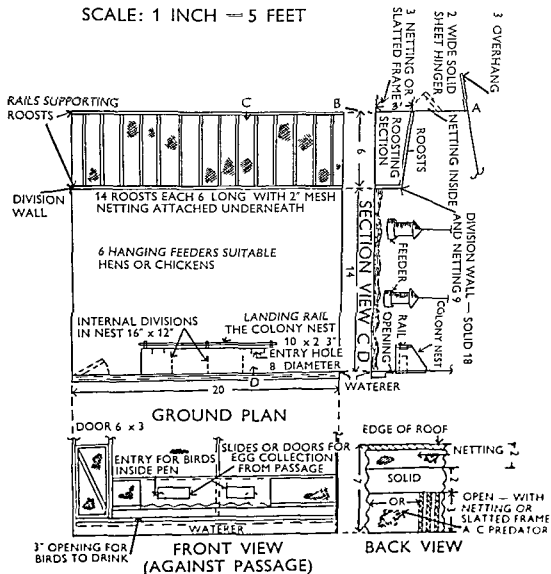 SCALE: 1 INCH — 5 FEET
3 OVERHANG
2 WIDE SOLID
SHEET HINGER
3 NETTING OR
SLATTED FRAME
A
RAILS SUPPORTING
ROOSTS
C
B
3
ROOSTING
SECTION
ROOSTS
NETTING INSIDE
AND NETTING 9
6
DIVISION
WALL
14 ROOSTS EACH 6 LONG WITH 2" MESH
NETTING ATTACHED UNDERNEATH
DIVISION WALL — SOLID 18
6 HANGING FEEDERS SUITABLE
HENS OR CHICKENS
14
SECTION VIEW C D
FEEDER
RAIL
OPENING
COLONY NEST
INTERNAL DIVISIONS
IN NEST 16" × 12"
LANDING RAIL
THE COLONY NEST
10 × 2 3"
ENTRY HOLE
8 DIAMETER
D
WATERER
20
GROUND PLAN
DOOR 6 × 3
ENTRY FOR BIRDS
INSIDE PEN
SLIDES OR DOORS FOR
EGG COLLECTION
FROM PASSAGE
WATERER
3" OPENING FOR
BIRDS TO DRINK
FRONT VIEW
(AGAINST PASSAGE)
EDGE OF ROOF
NETTING
2
SOLID
2
7
OR
3
OPEN — WITH
NETTING OR
SLATTED FRAME
A C PREDATOR
BACK VIEW